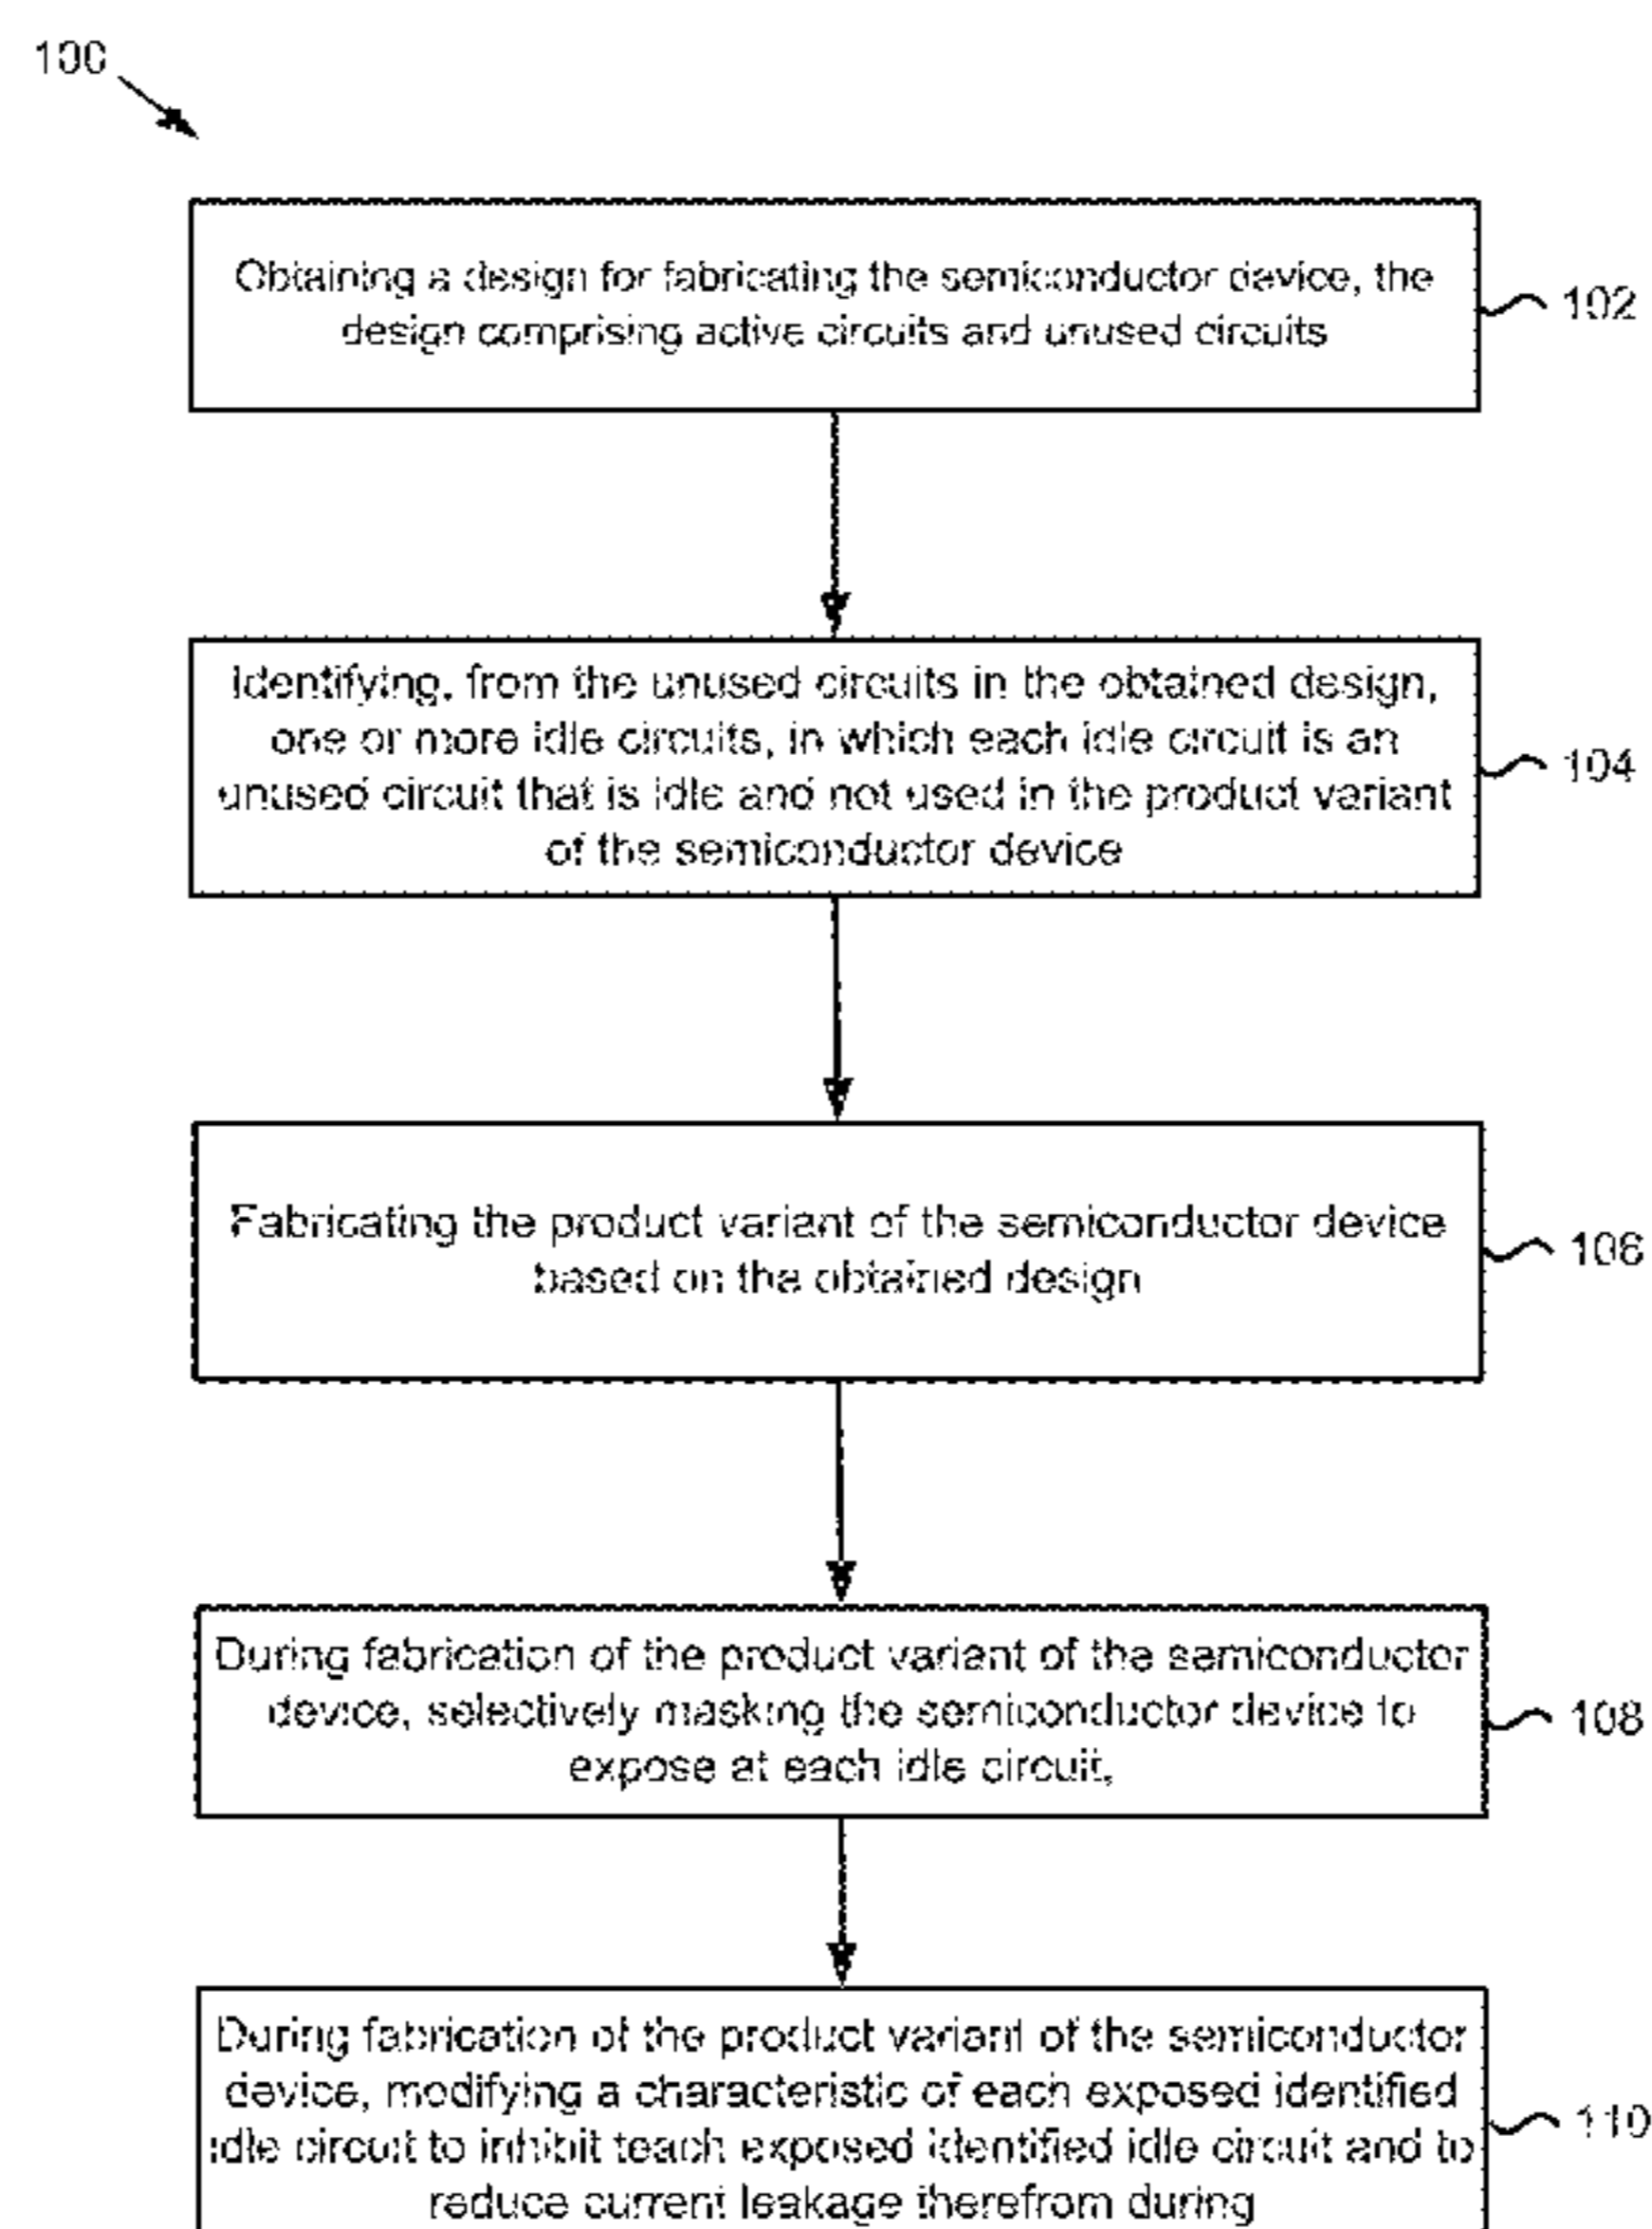 100
Obtaining a design for fabricating the semiconductor device, the
design comprising active circuits and unused circuits
102
Identifying, from the unused circuits in the obtained design,
one or more idle circuits, in which each idle circuit is an
unused circuit that is idle and not used in the product variant
of the semiconductor device
104
Fabricating the product variant of the semiconductor device
based on the obtained design
106
During fabrication of the product variant of the semiconductor
device, selectively masking the semiconductor device to
expose at each idle circuit,
108
During fabrication of the product variant of the semiconductor
device, modifying a characteristic of each exposed identified
idle circuit to inhibit teach exposed identified idle circuit and to
reduce current leakage therefrom during
110